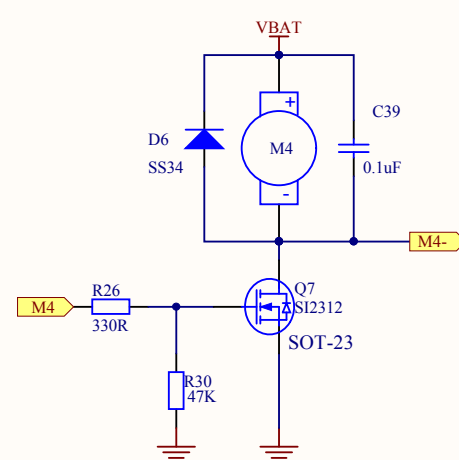 VBAT
+
C39
D6
M4
SS34
0.1uF
-
M4-
R26
Q7
M4
SI2312
330R
SOT-23
R30
47K